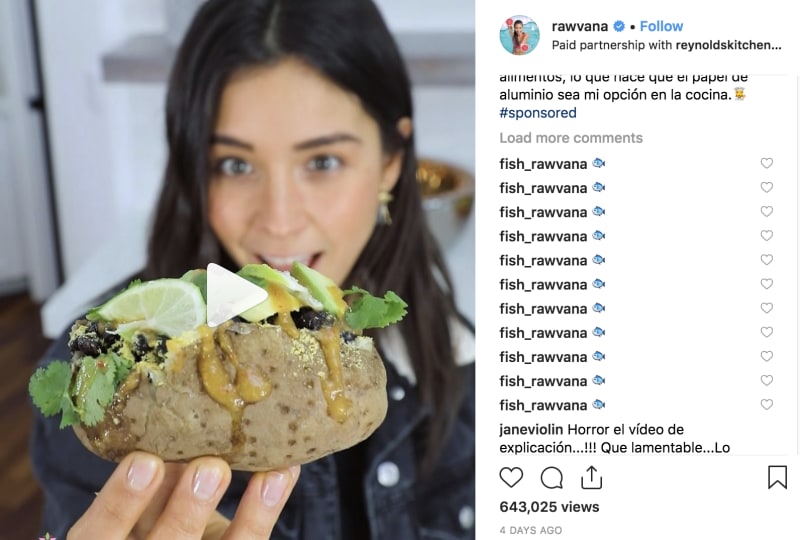 rawvana • Follow
Paid partnership with reynoldskitchen...
alimentos, lo que hace que el papel de
aluminio sea mi opción en la cocina.
#sponsored
Load more comments
fish_rawvana 🐟
fish_rawvana 🐟
fish_rawvana 🐟
fish_rawvana 🐟
fish_rawvana 🐟
fish_rawvana 🐟
fish_rawvana 🐟
fish_rawvana 🐟
fish_rawvana 🐟
fish_rawvana 🐟
fish_rawvana 🐟
janeviolin Horror el vídeo de
explicación...!!! Que lamentable...Lo
643,025 views
4 DAYS AGO